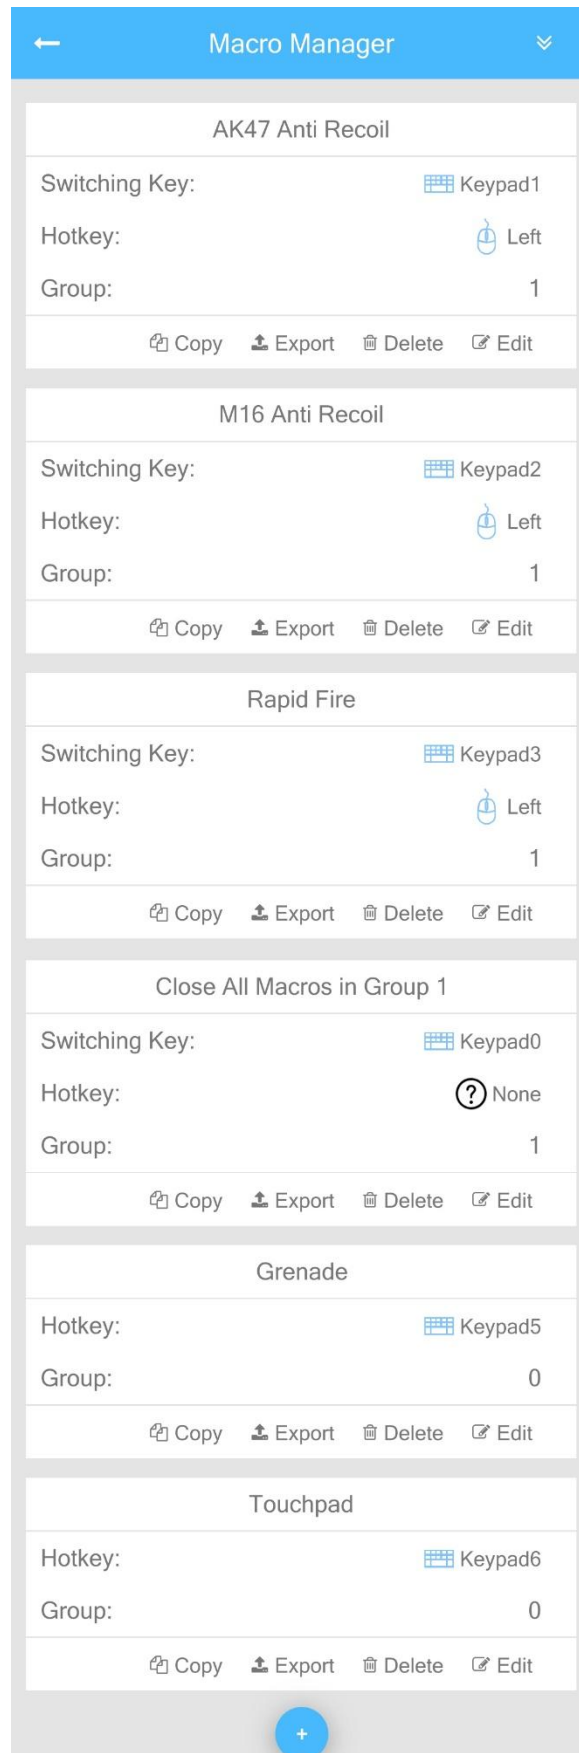 Macro Manager
AK47 Anti Recoil
Switching Key: Keypad1
Hotkey: Left
Group: 1
Copy Export Delete Edit
M16 Anti Recoil
Switching Key: Keypad2
Hotkey: Left
Group: 1
Copy Export Delete Edit
Rapid Fire
Switching Key: Keypad3
Hotkey: Left
Group: 1
Copy Export Delete Edit
Close All Macros in Group 1
Switching Key: Keypad0
Hotkey: ? None
Group: 1
Copy Export Delete Edit
Grenade
Hotkey: Keypad5
Group: 0
Copy Export Delete Edit
Touchpad
Hotkey: Keypad6
Group: 0
Copy Export Delete Edit
+